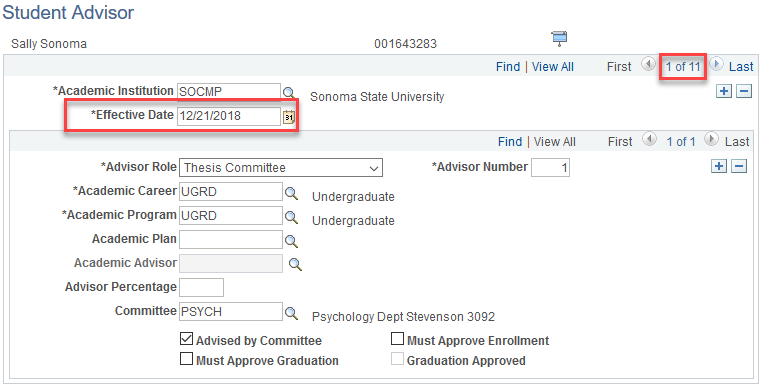 Student Advisor
Sally Sonoma 001643283
Find | View All First 1 of 11 Last
*Academic Institution SOCMP Sonoma State University
*Effective Date 12/21/2018 31
Find | View All First 1 of 1 Last
*Advisor Role Thesis Committee *Advisor Number 1
*Academic Career UGRD Undergraduate
*Academic Program UGRD Undergraduate
Academic Plan
Academic Advisor
Advisor Percentage
Committee PSYCH Psychology Dept Stevenson 3092
Advised by Committee Must Approve Enrollment
Must Approve Graduation Graduation Approved